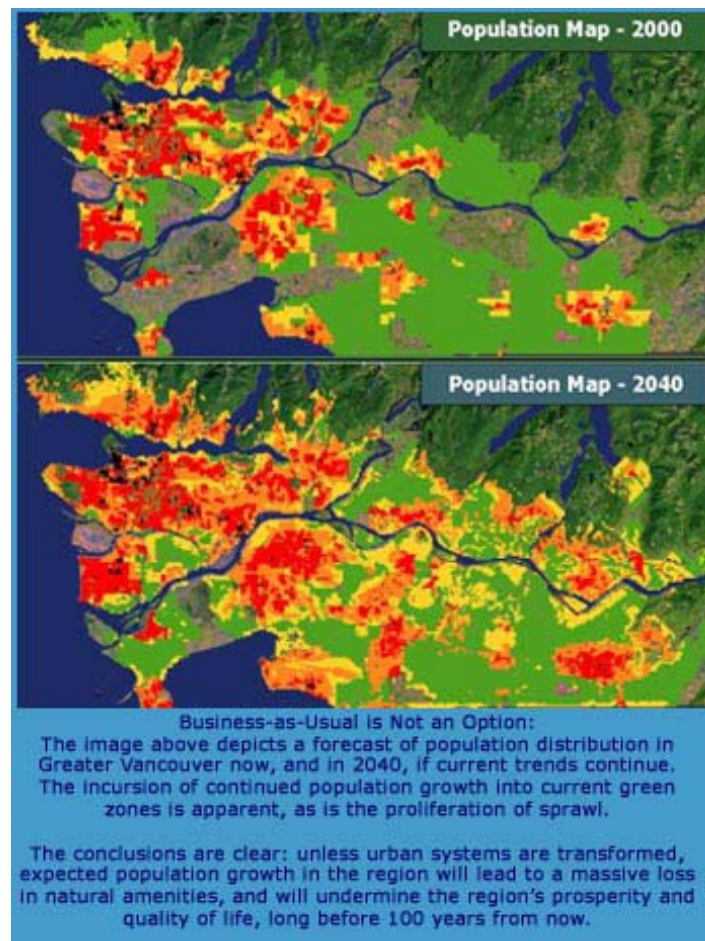 Population Map - 2000
Population Map - 2040
Business-as-Usual is Not an Option:
The image above depicts a forecast of population distribution in
Greater Vancouver now, and in 2040, if current trends continue.
The incursion of continued population growth into current green
zones is apparent, as is the proliferation of sprawl.
The conclusions are clear: unless urban systems are transformed,
expected population growth in the region will lead to a massive loss
in natural amenities, and will undermine the region's prosperity and
quality of life, long before 100 years from now.